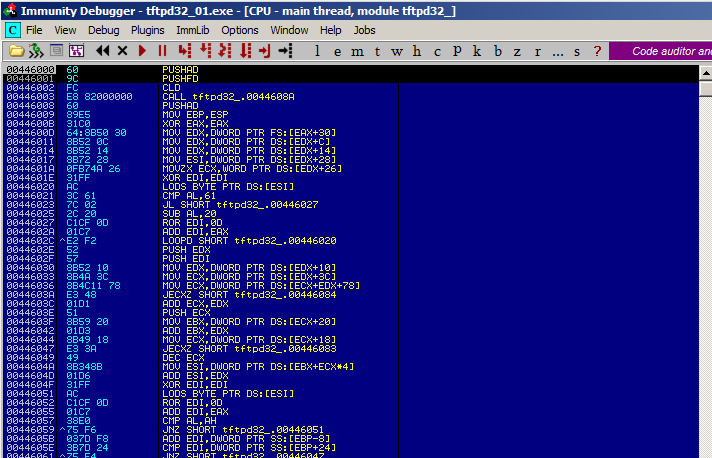 Immunity Debugger - tftpd32_01.exe - [CPU - main thread, module tftpd32_]
C File View Debug Plugins ImmLib Options Window Help Jobs
l e m t w h c p k b z r ... s ? Code auditor and
00446000 60 PUSHAD
00446001 9C PUSHFD
00446002 FC CLD
00446003 E8 82000000 CALL tftpd32_.0044608A
00446008 60 PUSHAD
00446009 89E5 MOV EBP,ESP
0044600B 31C0 XOR EAX,EAX
0044600D 64:8B50 30 MOV EDX,DWORD PTR FS:[EAX+30]
00446011 8B52 0C MOV EDX,DWORD PTR DS:[EDX+C]
00446014 8B52 14 MOV EDX,DWORD PTR DS:[EDX+14]
00446017 8B72 28 MOV ESI,DWORD PTR DS:[EDX+28]
0044601A 0FB74A 26 MOVZX ECX,WORD PTR DS:[EDX+26]
0044601E 31FF XOR EDI,EDI
00446020 AC LODS BYTE PTR DS:[ESI]
00446021 3C 61 CMP AL,61
00446023 7C 02 JL SHORT tftpd32_.00446027
00446025 2C 20 SUB AL,20
00446027 C1CF 0D ROR EDI,0D
0044602A 01C7 ADD EDI,EAX
0044602C ^E2 F2 LOOPD SHORT tftpd32_.00446020
0044602E 52 PUSH EDX
0044602F 57 PUSH EDI
00446030 8B52 10 MOV EDX,DWORD PTR DS:[EDX+10]
00446033 8B4A 3C MOV ECX,DWORD PTR DS:[EDX+3C]
00446036 8B4C11 78 MOV ECX,DWORD PTR DS:[ECX+EDX+78]
0044603A E3 48 JECXZ SHORT tftpd32_.00446084
0044603C 01D1 ADD ECX,EDX
0044603E 51 PUSH ECX
0044603F 8B59 20 MOV EBX,DWORD PTR DS:[ECX+20]
00446042 01D3 ADD EBX,EDX
00446044 8B49 18 MOV ECX,DWORD PTR DS:[ECX+18]
00446047 E3 3A JECXZ SHORT tftpd32_.00446083
00446049 49 DEC ECX
0044604A 8B348B MOV ESI,DWORD PTR DS:[EBX+ECX*4]
0044604D 01D6 ADD ESI,EDX
0044604F 31FF XOR EDI,EDI
00446051 AC LODS BYTE PTR DS:[ESI]
00446052 C1CF 0D ROR EDI,0D
00446055 01C7 ADD EDI,EAX
00446057 38E0 CMP AL,AH
00446059 ^75 F6 JNZ SHORT tftpd32_.00446051
0044605B 037D F8 ADD EDI,DWORD PTR SS:[EBP-8]
0044605E 3B7D 24 CMP EDI,DWORD PTR SS:[EBP+24]
00446061 ^75 E4 JNZ SHORT tftpd32_.00446047